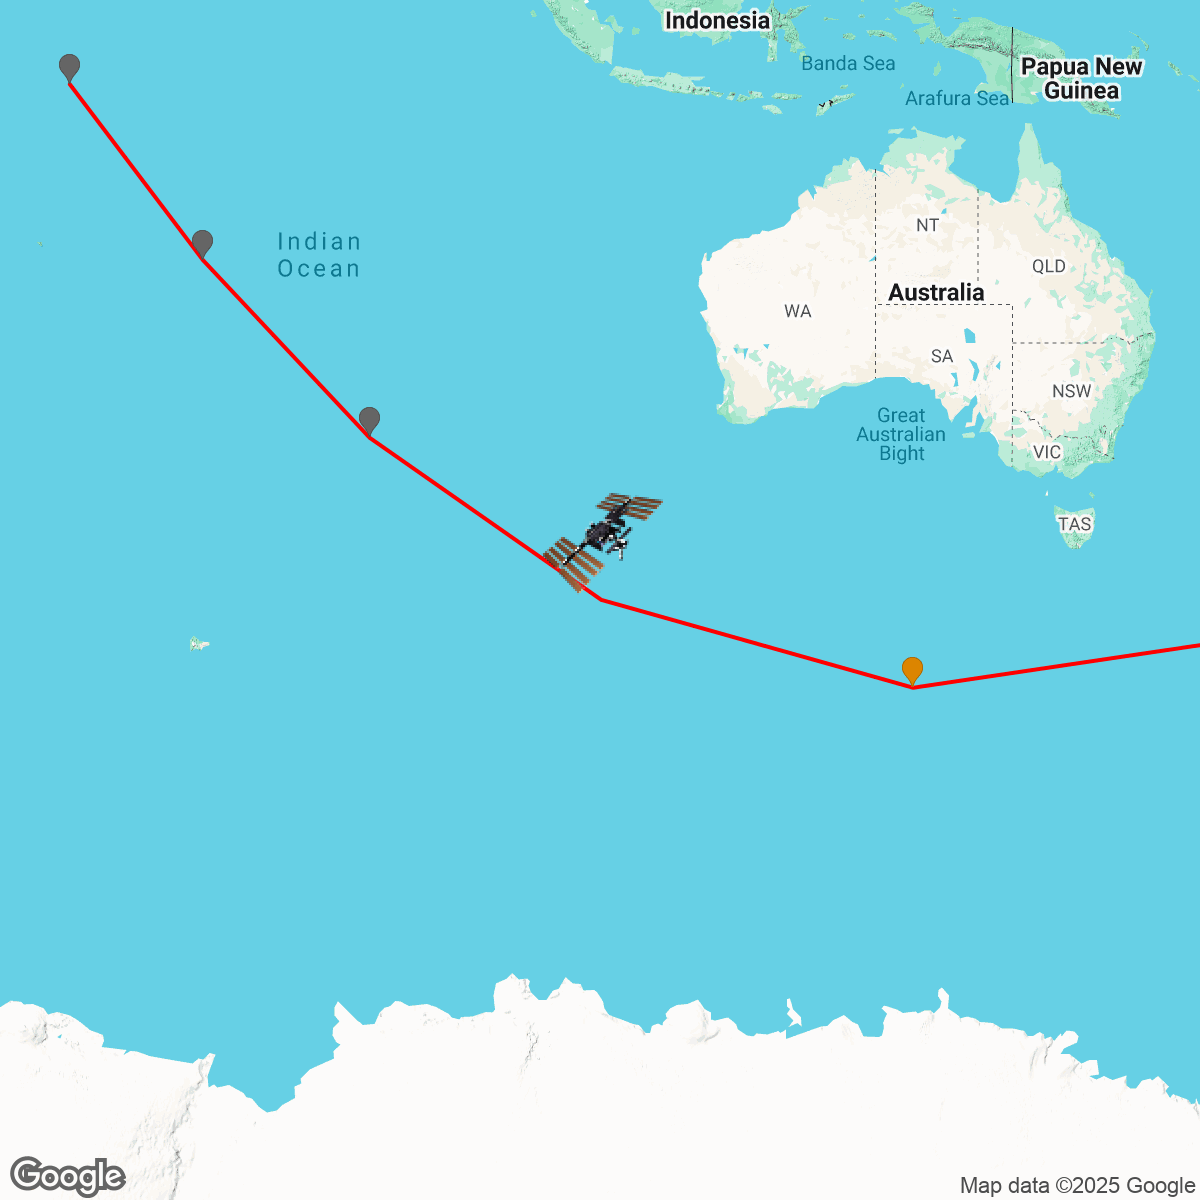 Indonesia
Banda Sea
Papua New
Guinea
Arafura Sea
Indian
Ocean
NT
QLD
Australia
WA
SA
NSW
Great
Australian
Bight
VIC
TAS
Google
Map data ©2025 Google